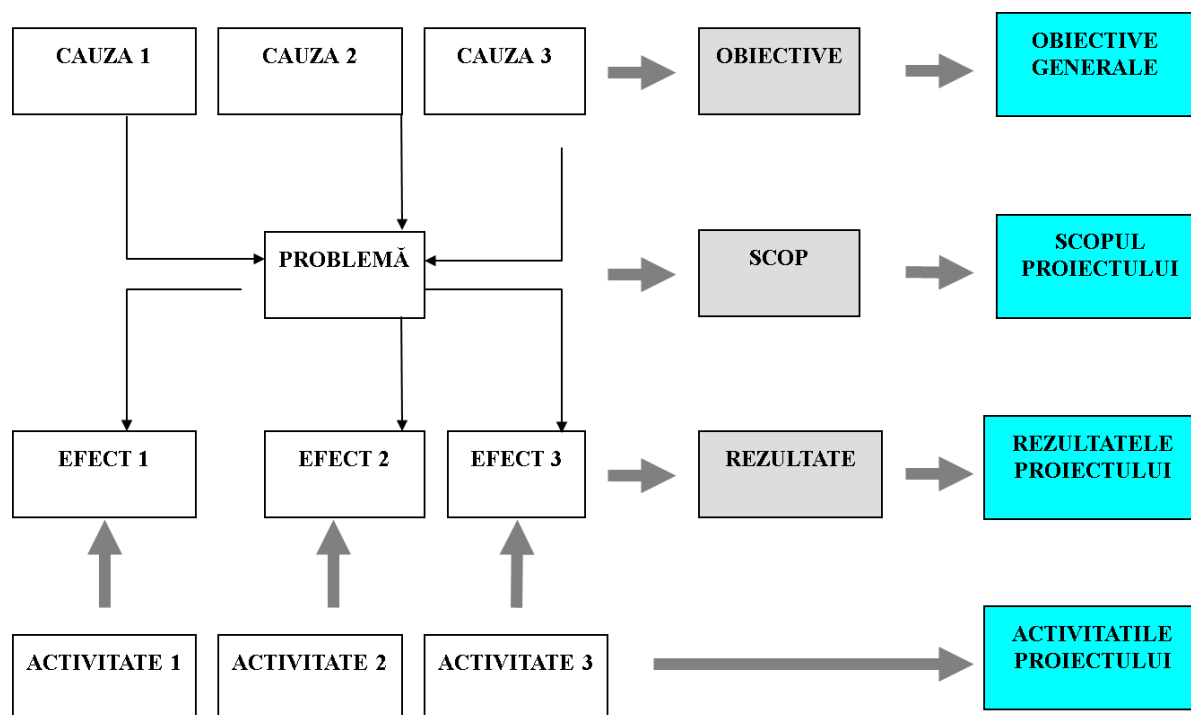 CAUZA 1
CAUZA 2
CAUZA 3
OBIECTIVE
OBIECTIVE
GENERALE
PROBLEMĂ
SCOP
SCOPUL
PROIECTULUI
EFECT 1
EFECT 2
EFECT 3
REZULTATE
REZULTATELE
PROIECTULUI
ACTIVITATE 1
ACTIVITATE 2
ACTIVITATE 3
ACTIVITATILE
PROIECTULUI